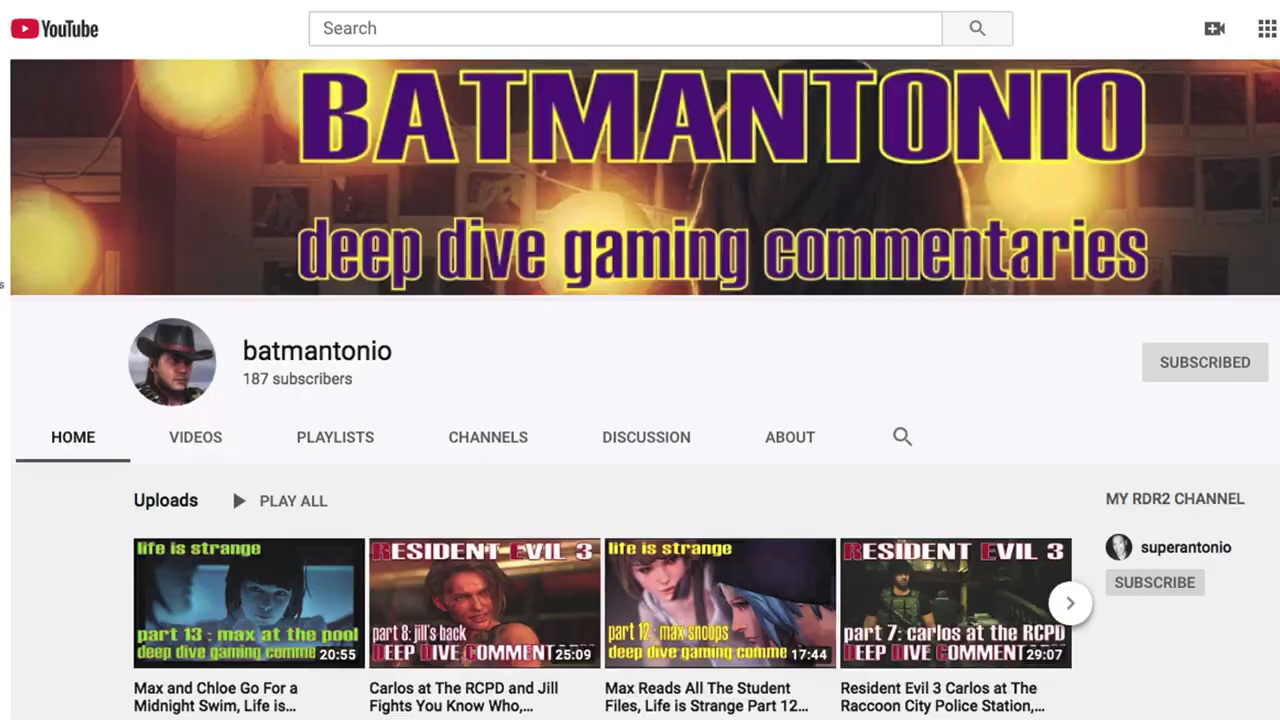 YouTube
Search
BATMANTONIO
deep dive gaming commentaries
s
batmantonio
187 subscribers
SUBSCRIBED
HOME VIDEOS PLAYLISTS CHANNELS DISCUSSION ABOUT
Uploads PLAY ALL
MY RDR2 CHANNEL
superantonio
SUBSCRIBE
life is strange
part 13 : max at the pool
deep dive gaming comme
20:55
Max and Chloe Go For a
Midnight Swim, Life is...
RESIDENT EVIL 3
part 8: jill's back
DEEP DIVE COMMENT
25:09
Carlos at The RCPD and Jill
Fights You Know Who,...
life is strange
part 12 : max snoops
deep dive gaming comme
17:44
Max Reads All The Student
Files, Life is Strange Part 12...
RESIDENT EVIL 3
part 7: carlos at the RCPD
DEEP DIVE COMMENT
29:07
Resident Evil 3 Carlos at The
Raccoon City Police Station,...